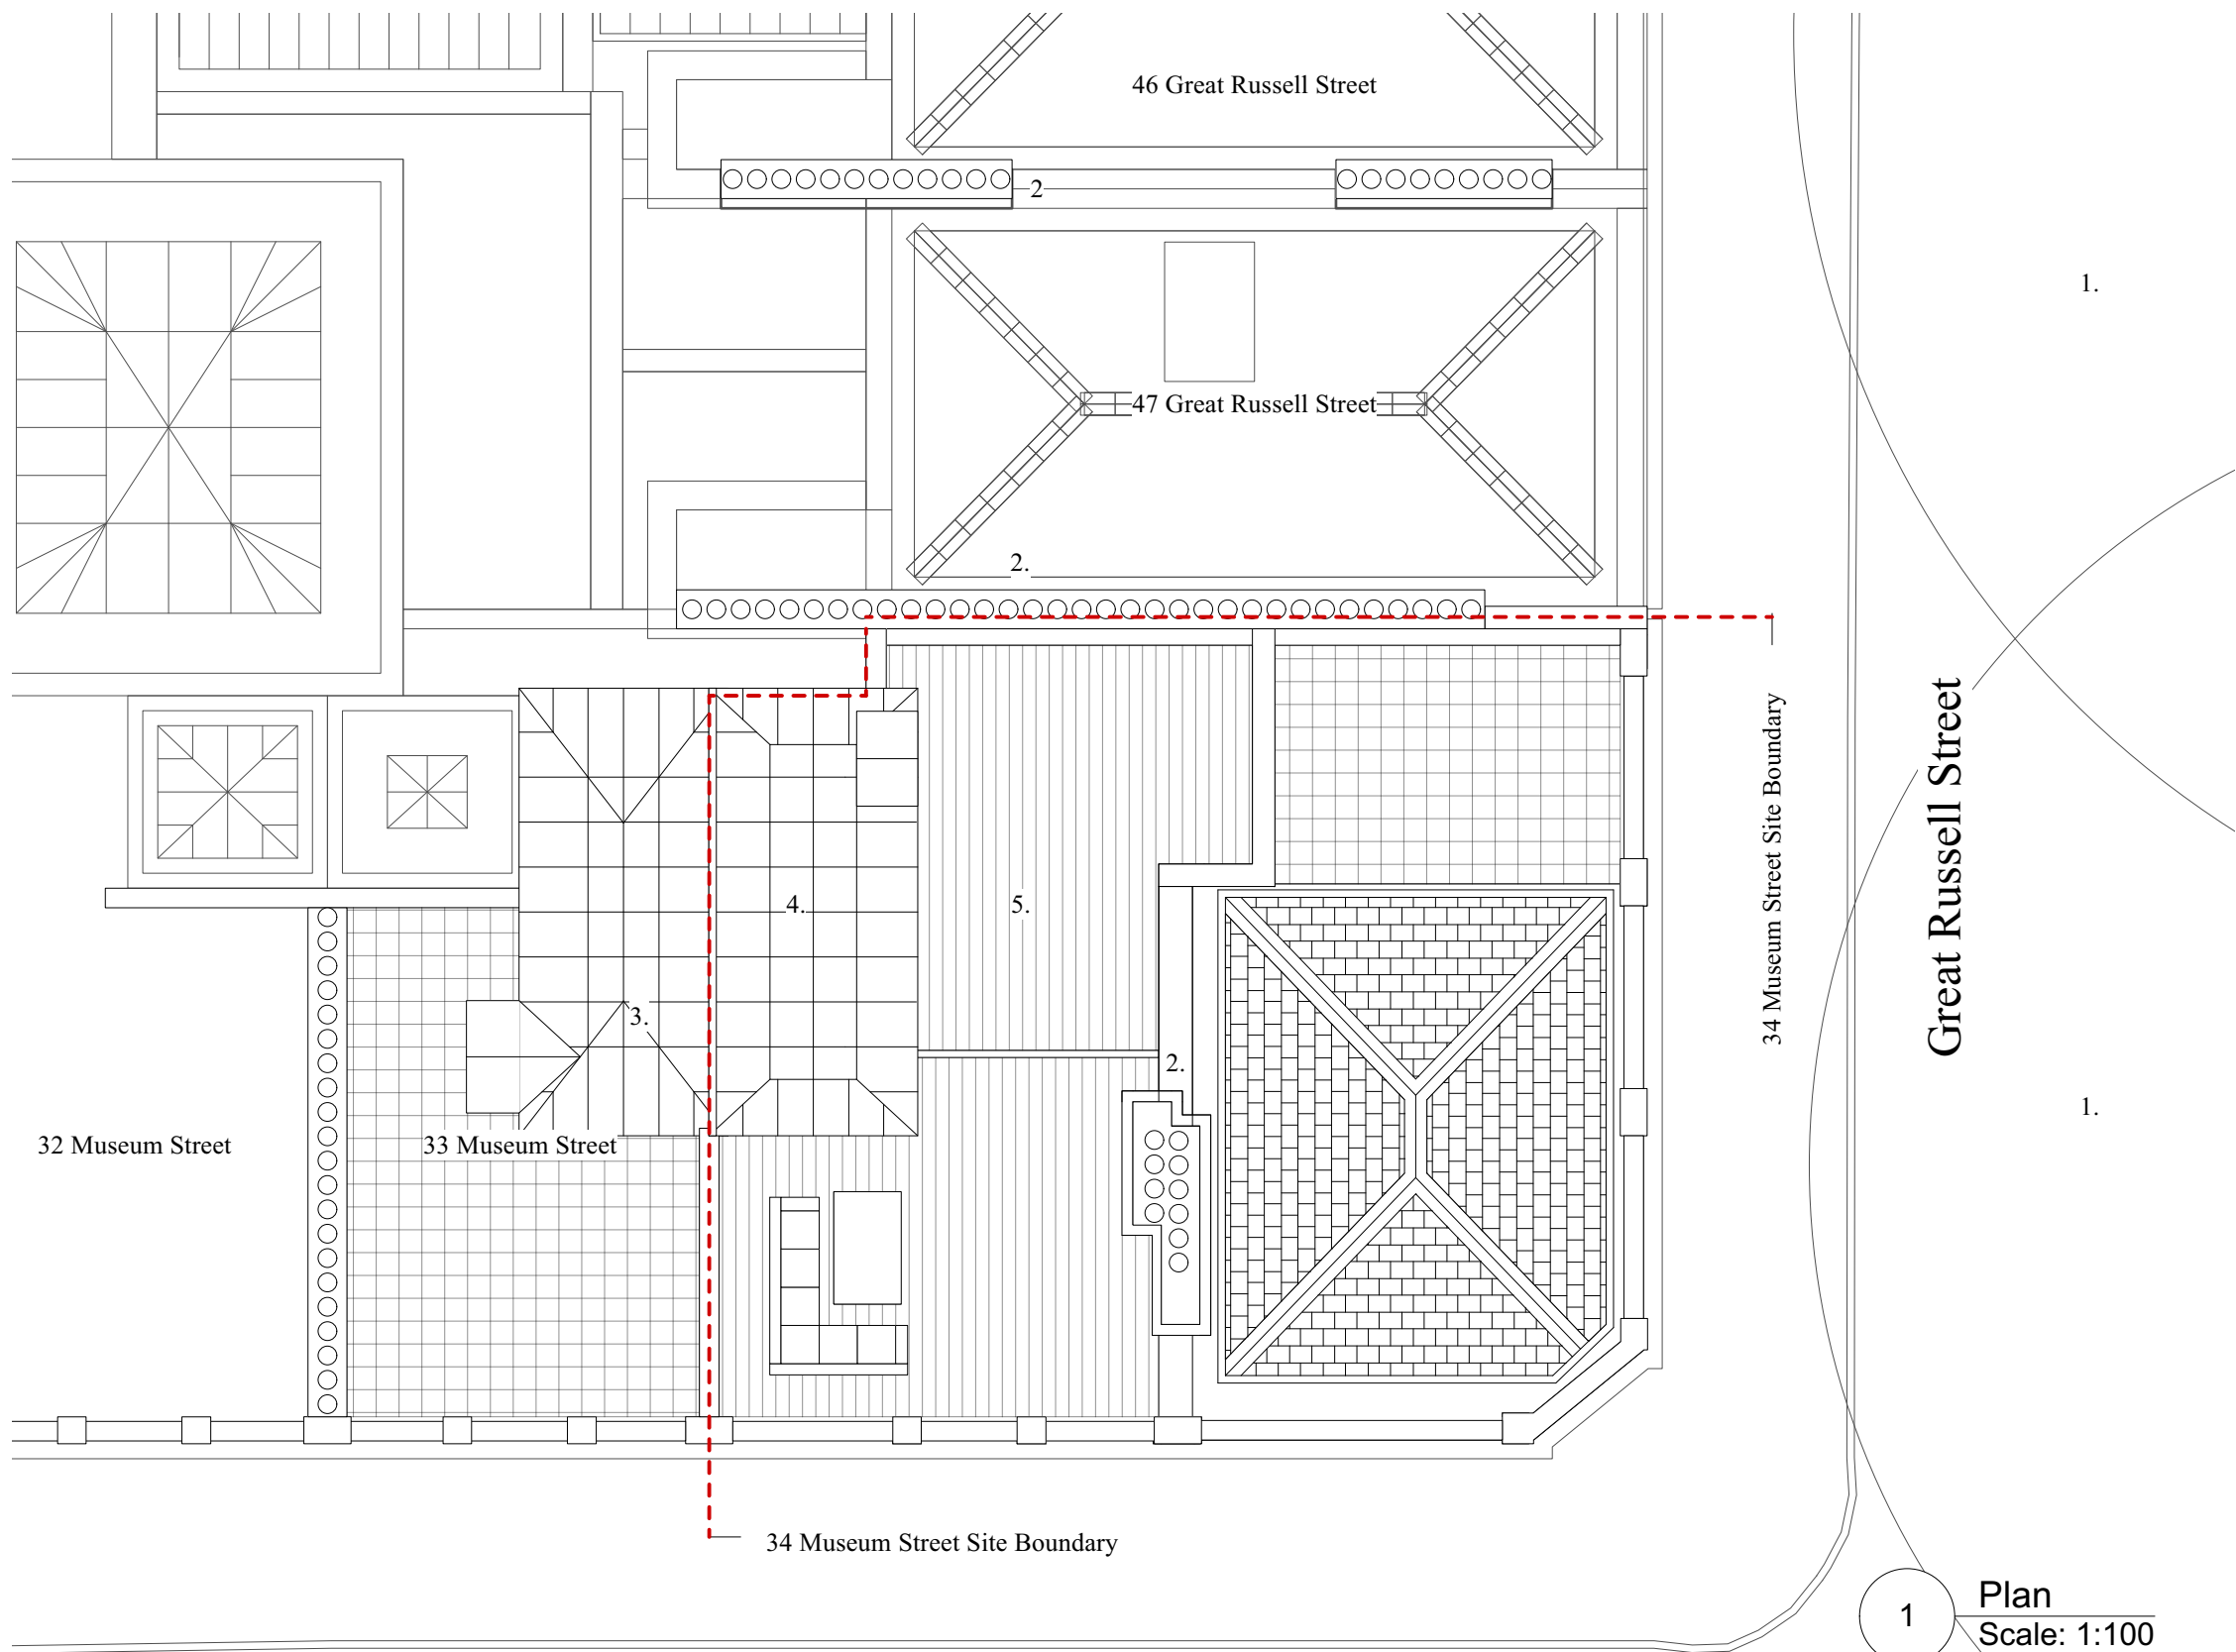 46 Great Russell Street
2
1.
47 Great Russell Street
2.
34 Museum Street Site Boundary
Great Russell Street
4.
5.
3.
2.
1.
32 Museum Street
33 Museum Street
34 Museum Street Site Boundary
1
Plan
Scale: 1:100